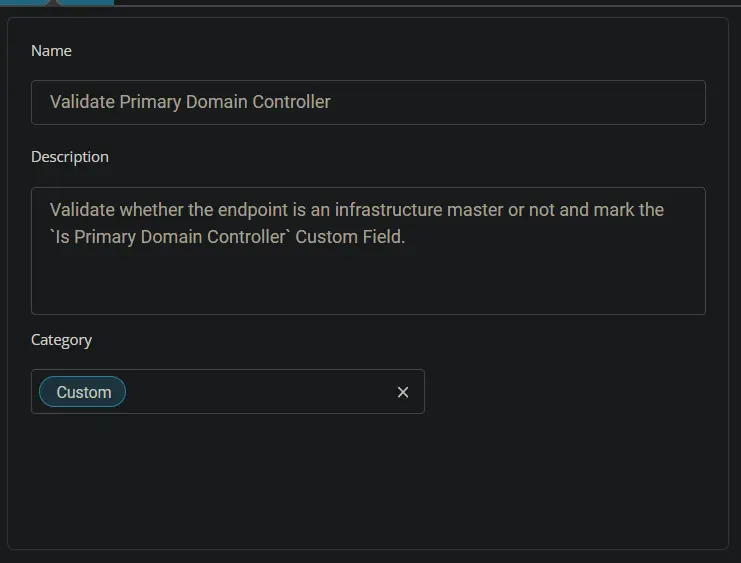 Name
Validate Primary Domain Controller
Description
Validate whether the endpoint is an infrastructure master or not and mark the
`Is Primary Domain Controller` Custom Field.
Category
Custom